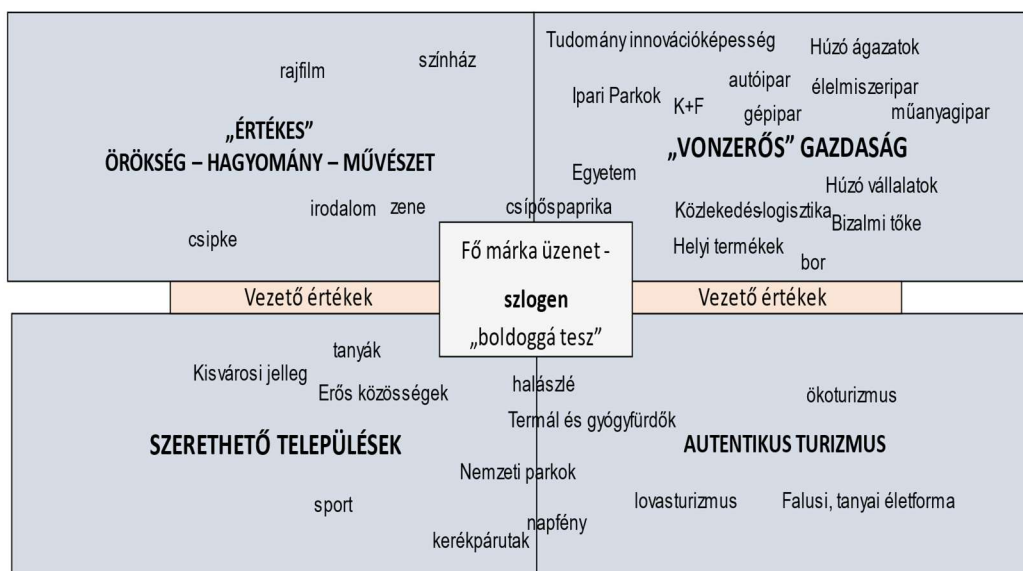 rajfilm
színház
„ÉRTÉKES”
ÖRÖKSÉG – HAGYOMÁNY – MŰVÉSZET
irodalom
zene
csipke
Tudomány innovációképesség
Húzó ágazatok
autóipar
élelmiszeripar
Ipari Parkok
K+F
gépipar
műanyagipar
„VONZERŐS” GAZDASÁG
Egyetem
Húzó vállalatok
csípőspaprika
Közlekedés-logisztika
Bizalmi tőke
Helyi termékek
bor
Fő márka üzenet -
szlogen
„boldoggá tesz”
Vezető értékek
Vezető értékek
tanyák
Kisvárosi jelleg
Erős közösségek
SZERETHETŐ TELEPÜLÉSEK
sport
halászlé
Termál és gyógyfürdők
Nemzeti parkok
napfény
kerékpárutak
ökoturizmus
AUTENTIKUS TURIZMUS
lovasturizmus
Falusi, tanyai életforma